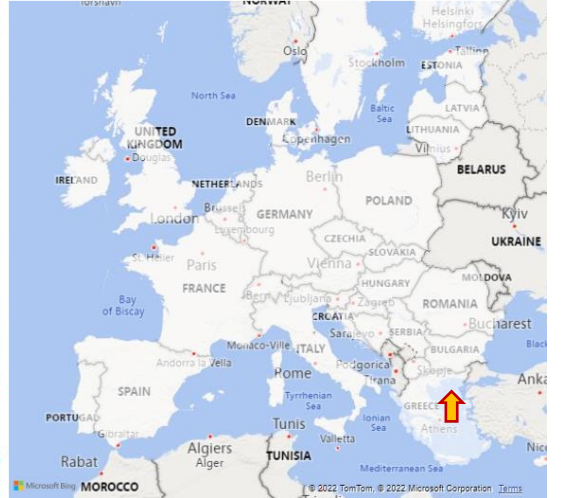 NORWAY
Helsinki
Helsingfors
Oslo
Stockholm
Tallinn
ESTONIA
North Sea
Baltic
Sea
LATVIA
DENMARK
Copenhagen
LITHUANIA
Vilnius
UNITED
KINGDOM
Douglas
BELARUS
IRELAND
NETHERLANDS
Berlin
POLAND
London
Brussels
GERMANY
Kyiv
Luxembourg
CZECHIA
UKRAINE
St. Helier
Paris
Vienna
SLOVAKIA
FRANCE
HUNGARY
MOLDOVA
Bay
of Biscay
Bern
Ljubljana
Zagreb
ROMANIA
CROATIA
Bucharest
Sarajevo
SERBIA
Monaco-Ville
ITALY
BULGARIA
Black
Andorra la Vella
Podgorica
Skopje
Rome
Tirana
Anka
SPAIN
Tyrrhenian
Sea
GREECE
PORTUGAL
Ionian
Sea
Athens
Gibraltar
Tunis
Valletta
Rabat
Algiers
Alger
TUNISIA
Nic
Mediterranean Sea
Microsoft Bing
MOROCCO
© 2022 TomTom, © 2022 Microsoft Corporation Terms